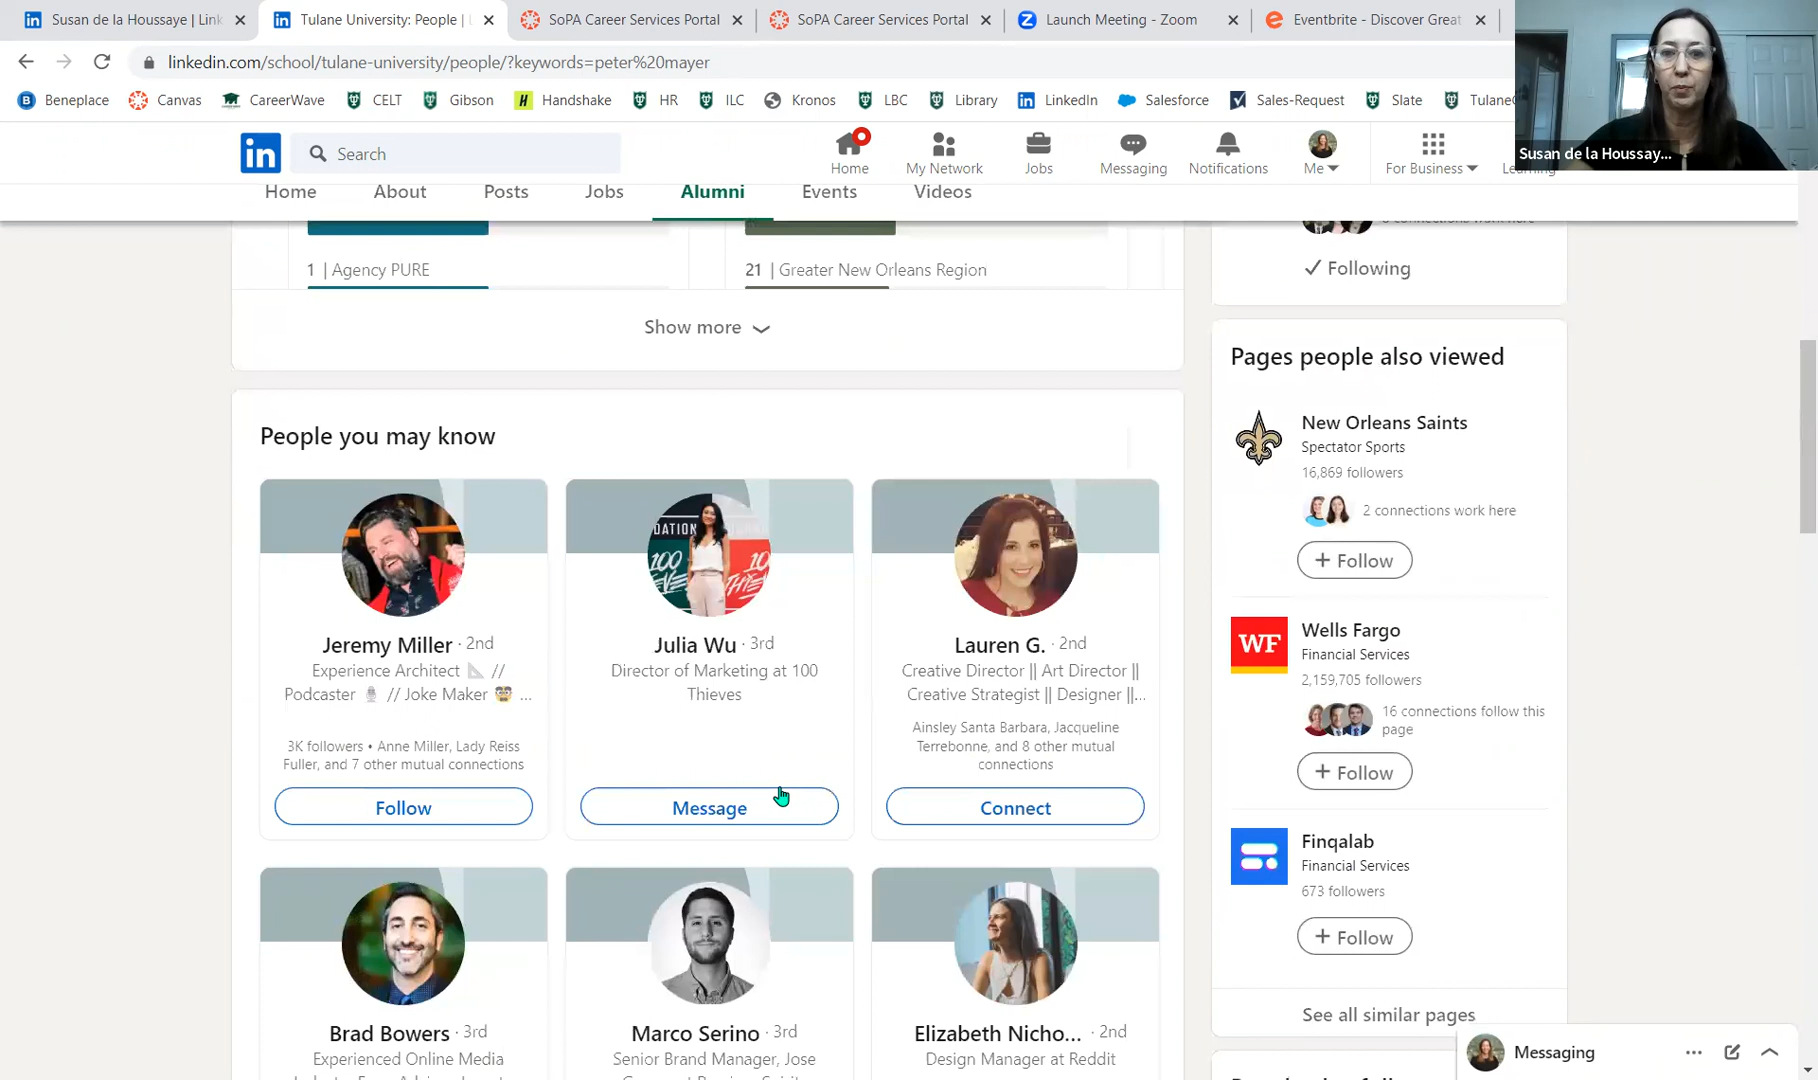 Susan de la Houssaye | Link
Tulane University: People |
SoPA Career Services Portal
SoPA Career Services Portal
Launch Meeting - Zoom
Eventbrite - Discover Great
linkedin.com/school/tulane-university/people/?keywords=peter%20mayer
Beneplace
Canvas
CareerWave
CELT
Gibson
Handshake
HR
ILC
Kronos
LBC
Library
LinkedIn
Salesforce
Sales-Request
Slate
Susan de la Houssay...
Search
Home
My Network
Jobs
Messaging
Notifications
Me
For Business
Learning
Home
About
Posts
Jobs
Alumni
Events
Videos
1 | Agency PURE
21 | Greater New Orleans Region
Show more
Following
People you may know
Jeremy Miller · 2nd
Experience Architect 📐 //
Podcaster 🎙 // Joke Maker 🥸 ...
3K followers • Anne Miller, Lady Reiss
Fuller, and 7 other mutual connections
Follow
DATION
100
Julia Wu · 3rd
Director of Marketing at 100
Thieves
Message
Lauren G. · 2nd
Creative Director || Art Director ||
Creative Strategist || Designer ||...
Ainsley Santa Barbara, Jacqueline
Terrebonne, and 8 other mutual
connections
Connect
Brad Bowers · 3rd
Experienced Online Media
Marco Serino · 3rd
Senior Brand Manager, Jose
Elizabeth Nicho... · 2nd
Design Manager at Reddit
Pages people also viewed
New Orleans Saints
Spectator Sports
16,869 followers
2 connections work here
+ Follow
WF
Wells Fargo
Financial Services
2,159,705 followers
16 connections follow this
page
+ Follow
Finqalab
Financial Services
673 followers
+ Follow
See all similar pages
Messaging